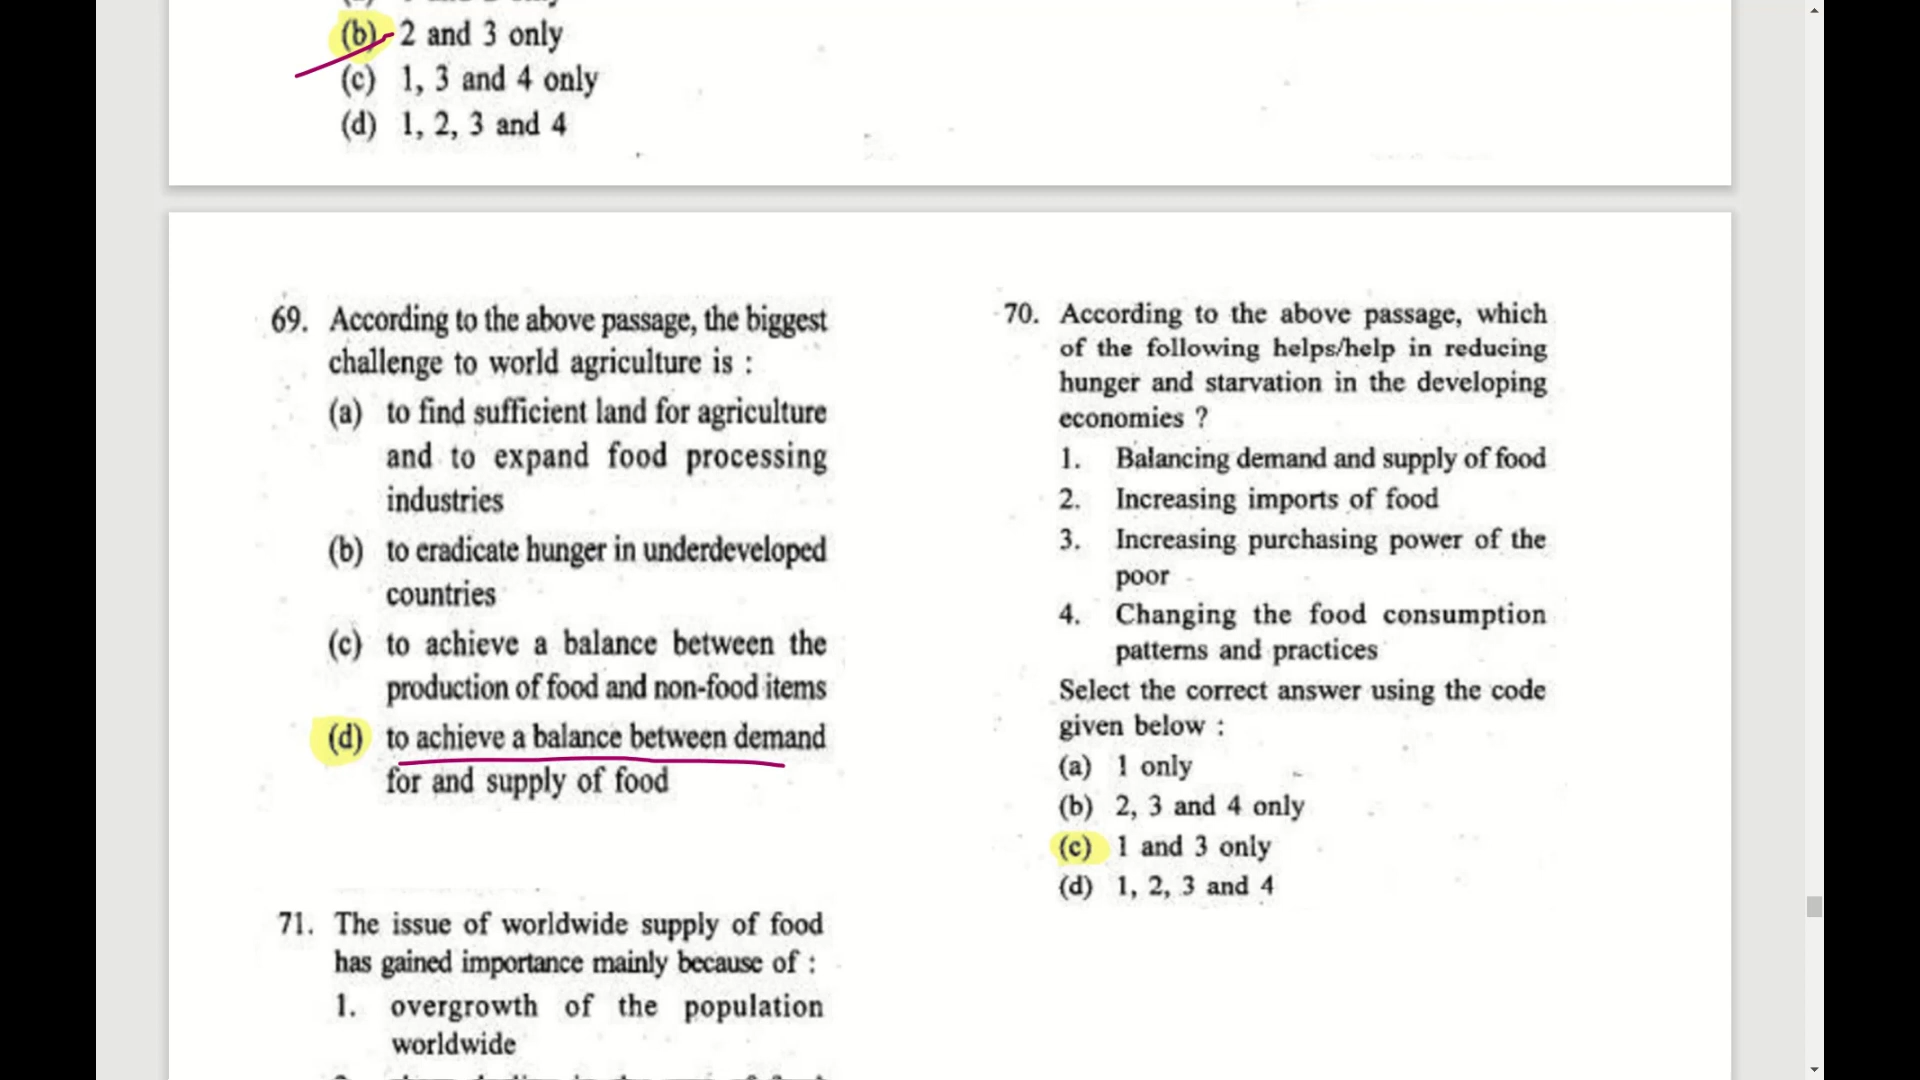 (b) 2 and 3 only
(c) 1, 3 and 4 only
(d) 1, 2, 3 and 4
69. According to the above passage, the biggest
challenge to world agriculture is :
(a) to find sufficient land for agriculture
and to expand food processing
industries
(b) to eradicate hunger in underdeveloped
countries
(c) to achieve a balance between the
production of food and non-food items
(d) to achieve a balance between demand
for and supply of food
70. According to the above passage, which
of the following helps/help in reducing
hunger and starvation in the developing
economies ?
1. Balancing demand and supply of food
2. Increasing imports of food
3. Increasing purchasing power of the
poor
4. Changing the food consumption
patterns and practices
Select the correct answer using the code
given below :
(a) 1 only
(b) 2, 3 and 4 only
(c) 1 and 3 only
(d) 1, 2, 3 and 4
71. The issue of worldwide supply of food
has gained importance mainly because of :
1. overgrowth of the population
worldwide